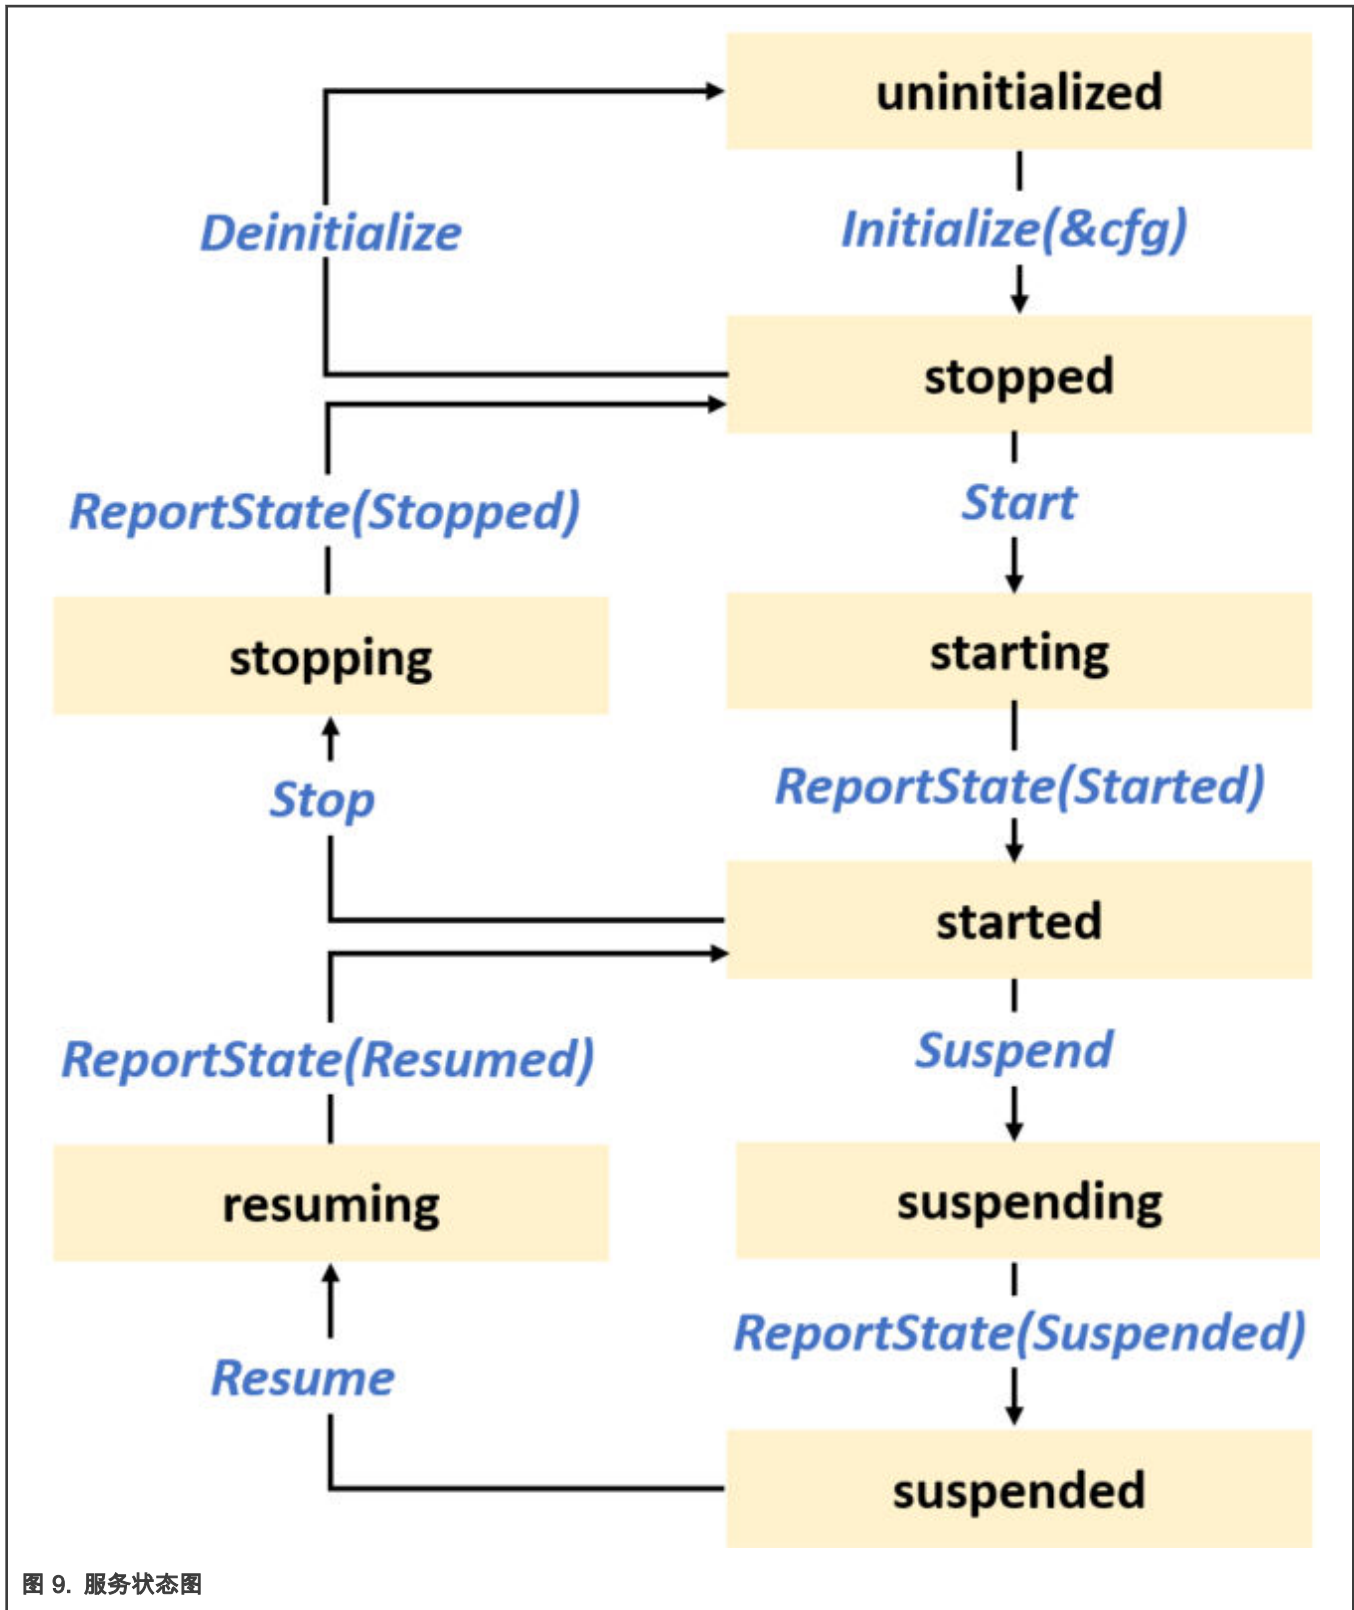 uninitialized
Deinitialize
Initialize(&cfg)
stopped
ReportState(Stopped)
Start
stopping
starting
Stop
ReportState(Started)
started
ReportState(Resumed)
Suspend
resuming
suspending
ReportState(Suspended)
Resume
suspended
图 9. 服务状态图